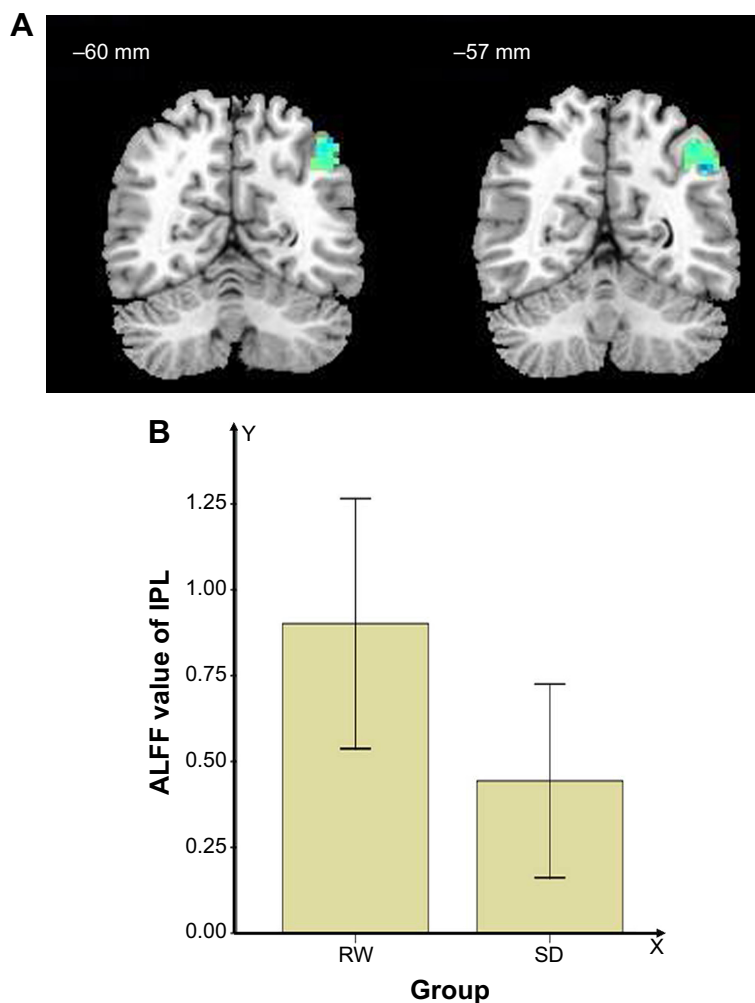 A
–60 mm
–57 mm
B
Y
1.25
1.00
0.75
0.50
0.25
0.00
ALFF value of IPL
RW
SD
X
Group